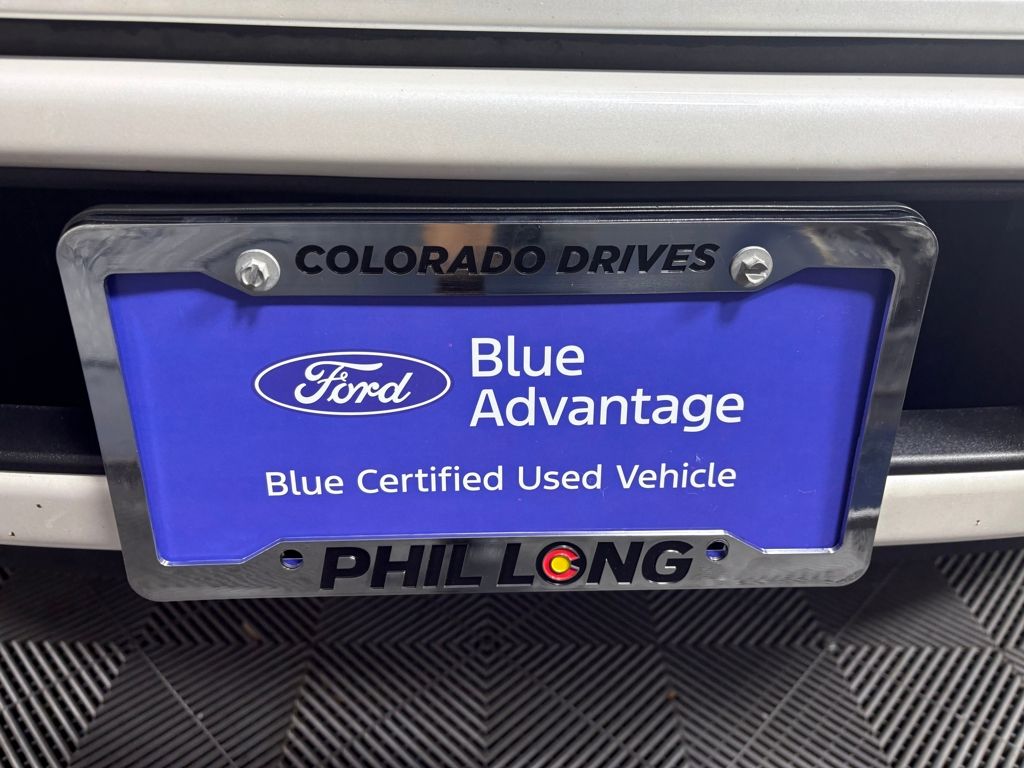 COLORADO DRIVES
Ford
Blue
Advantage
Blue Certified Used Vehicle
PHIL LONG